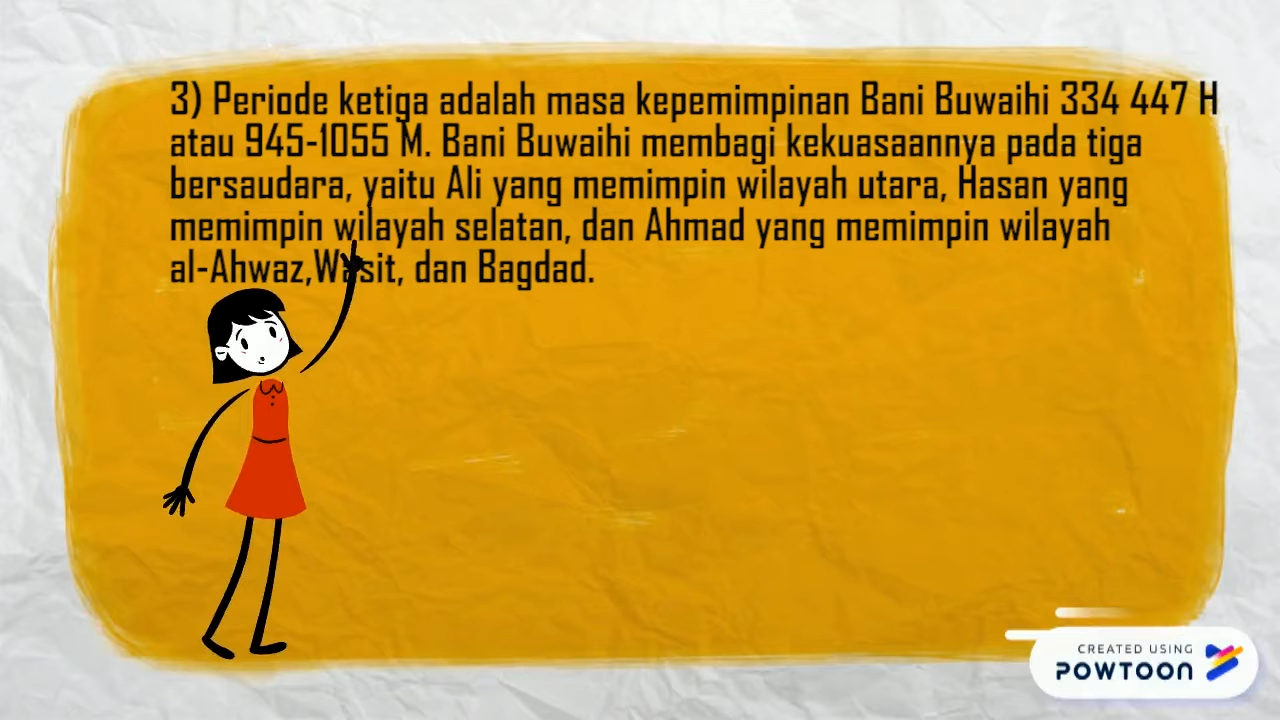 3) Periode ketiga adalah masa kepemimpinan Bani Buwaihi 334 447 H
atau 945-1055 M. Bani Buwaihi membagi kekuasaannya pada tiga
bersaudara, yaitu Ali yang memimpin wilayah utara, Hasan yang
memimpin wilayah selatan, dan Ahmad yang memimpin wilayah
al-Ahwaz,Wasit, dan Bagdad.
CREATED USING
POWTOON